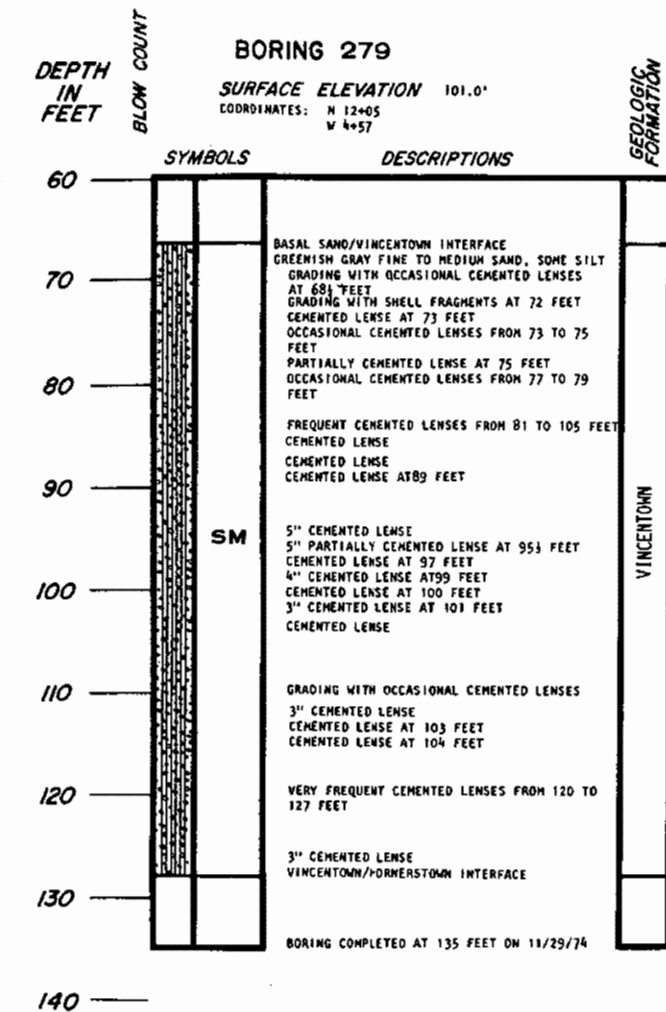 BORING 279
DEPTH
IN
FEET
BLOW COUNT
SURFACE ELEVATION 101.0'
COORDINATES: N 12+05
W 4+57
GEOLOGIC
FORMATION
SYMBOLS
DESCRIPTIONS
60
BASAL SAND/VINCENTOWN INTERFACE
GREENISH GRAY FINE TO MEDIUM SAND, SOME SILT
GRADING WITH OCCASIONAL CEMENTED LENSES
AT 68½ FEET
70
GRADING WITH SHELL FRAGMENTS AT 72 FEET
CEMENTED LENSE AT 73 FEET
OCCASIONAL CEMENTED LENSES FROM 73 TO 75
FEET
PARTIALLY CEMENTED LENSE AT 75 FEET
80
OCCASIONAL CEMENTED LENSES FROM 77 TO 79
FEET
FREQUENT CEMENTED LENSES FROM 81 TO 105 FEET
CEMENTED LENSE
CEMENTED LENSE
CEMENTED LENSE AT89 FEET
90
SM
VINCENTOWN
5" CEMENTED LENSE
5" PARTIALLY CEMENTED LENSE AT 95½ FEET
CEMENTED LENSE AT 97 FEET
4" CEMENTED LENSE AT99 FEET
100
CEMENTED LENSE AT 100 FEET
3" CEMENTED LENSE AT 101 FEET
CEMENTED LENSE
110
GRADING WITH OCCASIONAL CEMENTED LENSES
3" CEMENTED LENSE
CEMENTED LENSE AT 103 FEET
CEMENTED LENSE AT 104 FEET
120
VERY FREQUENT CEMENTED LENSES FROM 120 TO
127 FEET
3" CEMENTED LENSE
VINCENTOWN/HORNERSTOWN INTERFACE
130
BORING COMPLETED AT 135 FEET ON 11/29/74
140